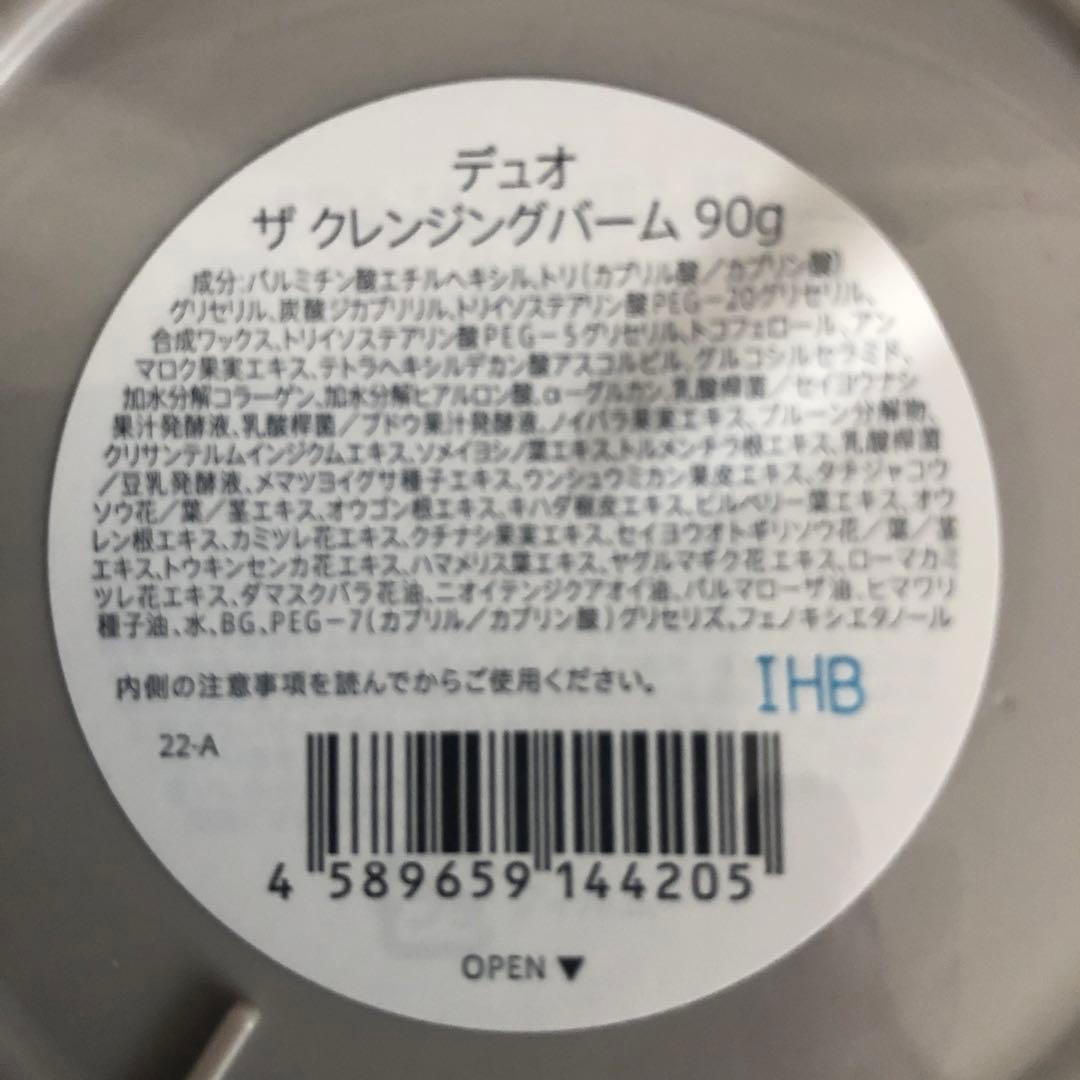 デュオ
ザ クレンジングバーム 90g
成分:パルミチン酸エチルヘキシル、トリ(カプリル酸/カプリン酸)
グリセリル、炭酸ジカプリリル、トリイソステアリン酸PEG-20グリセリル、
合成ワックス、トリイソステアリン酸PEG-5グリセリル、トコフェロール、アン
マロク果実エキス、テトラヘキシルデカン酸アスコルビル、グルコシルセラミド、
加水分解コラーゲン、加水分解ヒアルロン酸、α-グルカン、乳酸桿菌/セイヨウナシ
果汁発酵液、乳酸桿菌/ブドウ果汁発酵液、ノイバラ果実エキス、プルーン分解物、
クリサンテルムインジクムエキス、ソメイヨシノ葉エキス、トルメンチラ根エキス、乳酸桿菌
/豆乳発酵液、メマツヨイグサ種子エキス、ウンシュウミカン果皮エキス、タチジャコウ
ソウ花/葉/茎エキス、オウゴン根エキス、キハダ樹皮エキス、ビルベリー葉エキス、オウ
レン根エキス、カミツレ花エキス、クチナシ果実エキス、セイヨウオトギリソウ花/葉/茎
エキス、トウキンセンカ花エキス、ハマメリス葉エキス、ヤグルマギク花エキス、ローマカミ
ツレ花エキス、ダマスクバラ花油、ニオイテンジクアオイ油、パルマローザ油、ヒマワリ
種子油、水、BG、PEG-7(カプリル/カプリン酸)グリセリズ、フェノキシエタノール
内側の注意事項を読んでからご使用ください。
IHB
22-A
4 589659 144205
OPEN ▼